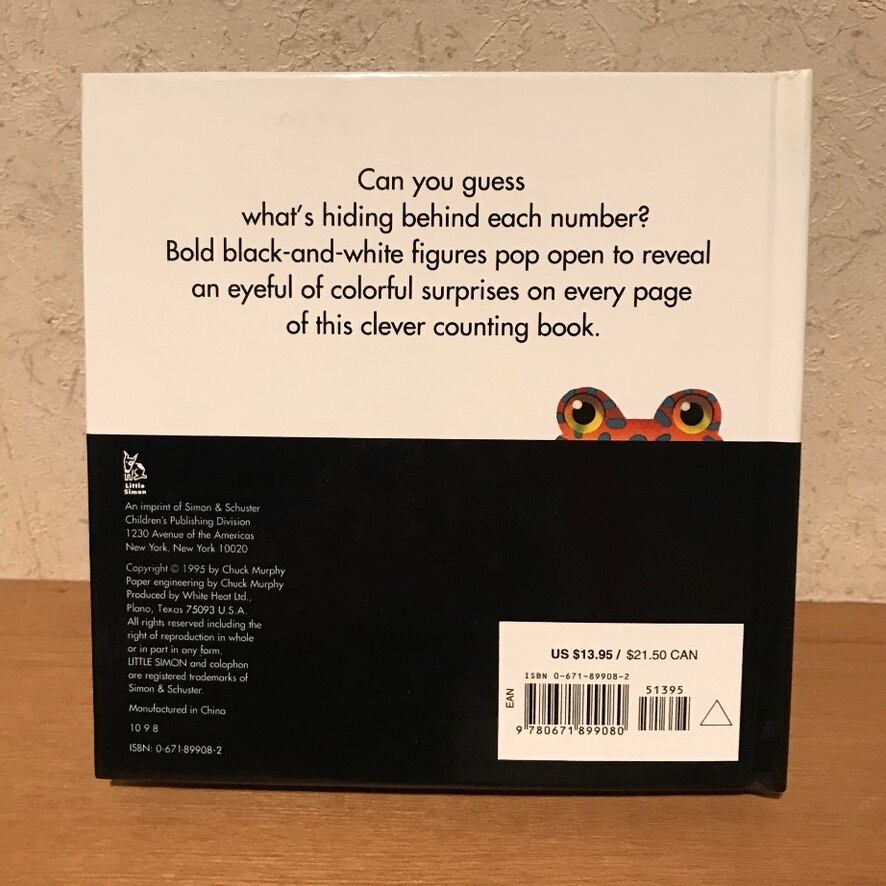 Can you guess
what's hiding behind each number?
Bold black-and-white figures pop open to reveal
an eyeful of colorful surprises on every page
of this clever counting book.
Little
Simon
An imprint of Simon & Schuster
Children's Publishing Division
1230 Avenue of the Americas
New York, New York 10020
Copyright © 1995 by Chuck Murphy
Paper engineering by Chuck Murphy
Produced by White Heat Ltd.,
Plano, Texas 75093 U.S.A.
All rights reserved including the
right of reproduction in whole
or in part in any form.
LITTLE SIMON and colophon
are registered trademarks of
Simon & Schuster.
Manufactured in China
10 9 8
ISBN: 0-671-89908-2
US $13.95 / $21.50 CAN
ISBN 0-671-89908-2
51395
EAN
9 780671 899080